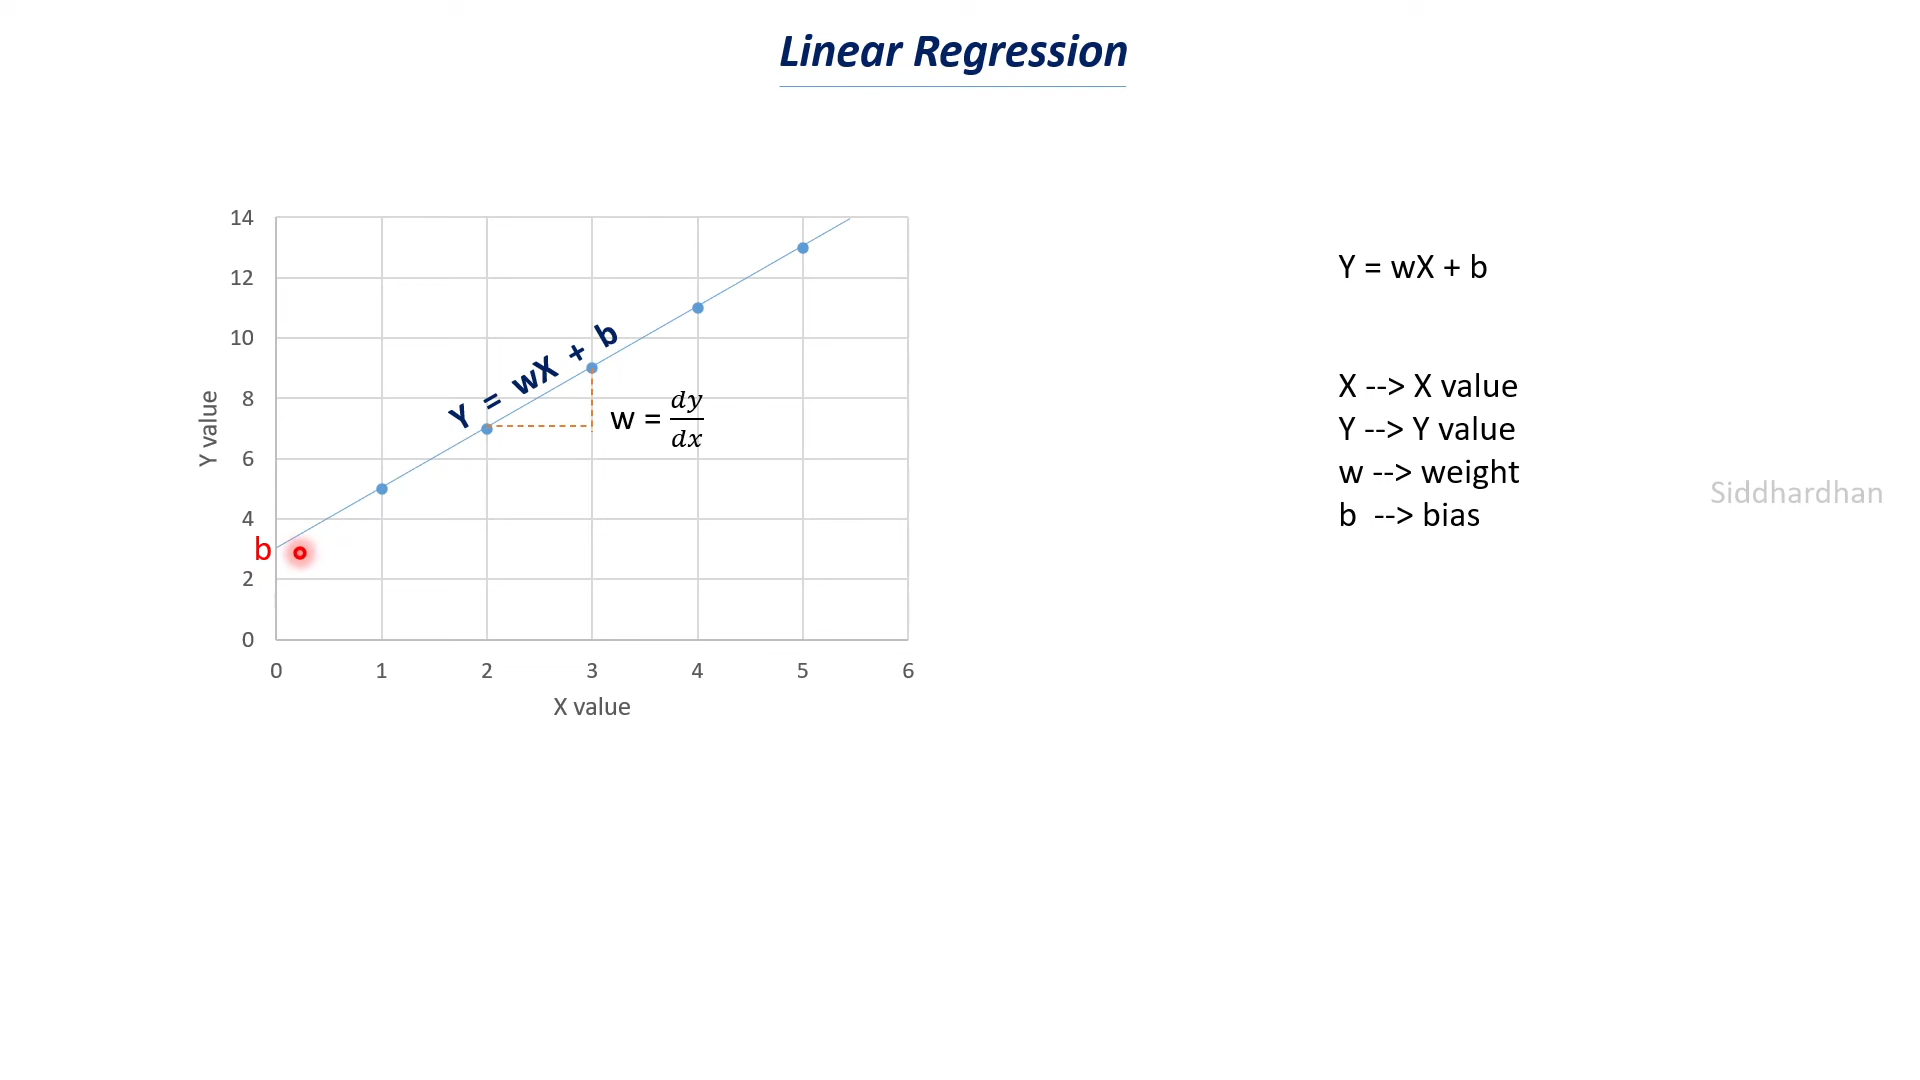 Linear Regression
14
12
10
8
6
4
2
0
Y value
b
Y = wX + b
w = dy/dx
0 1 2 3 4 5 6
X value
Y = wX + b
X --> X value
Y --> Y value
w --> weight
b --> bias
Siddhardhan